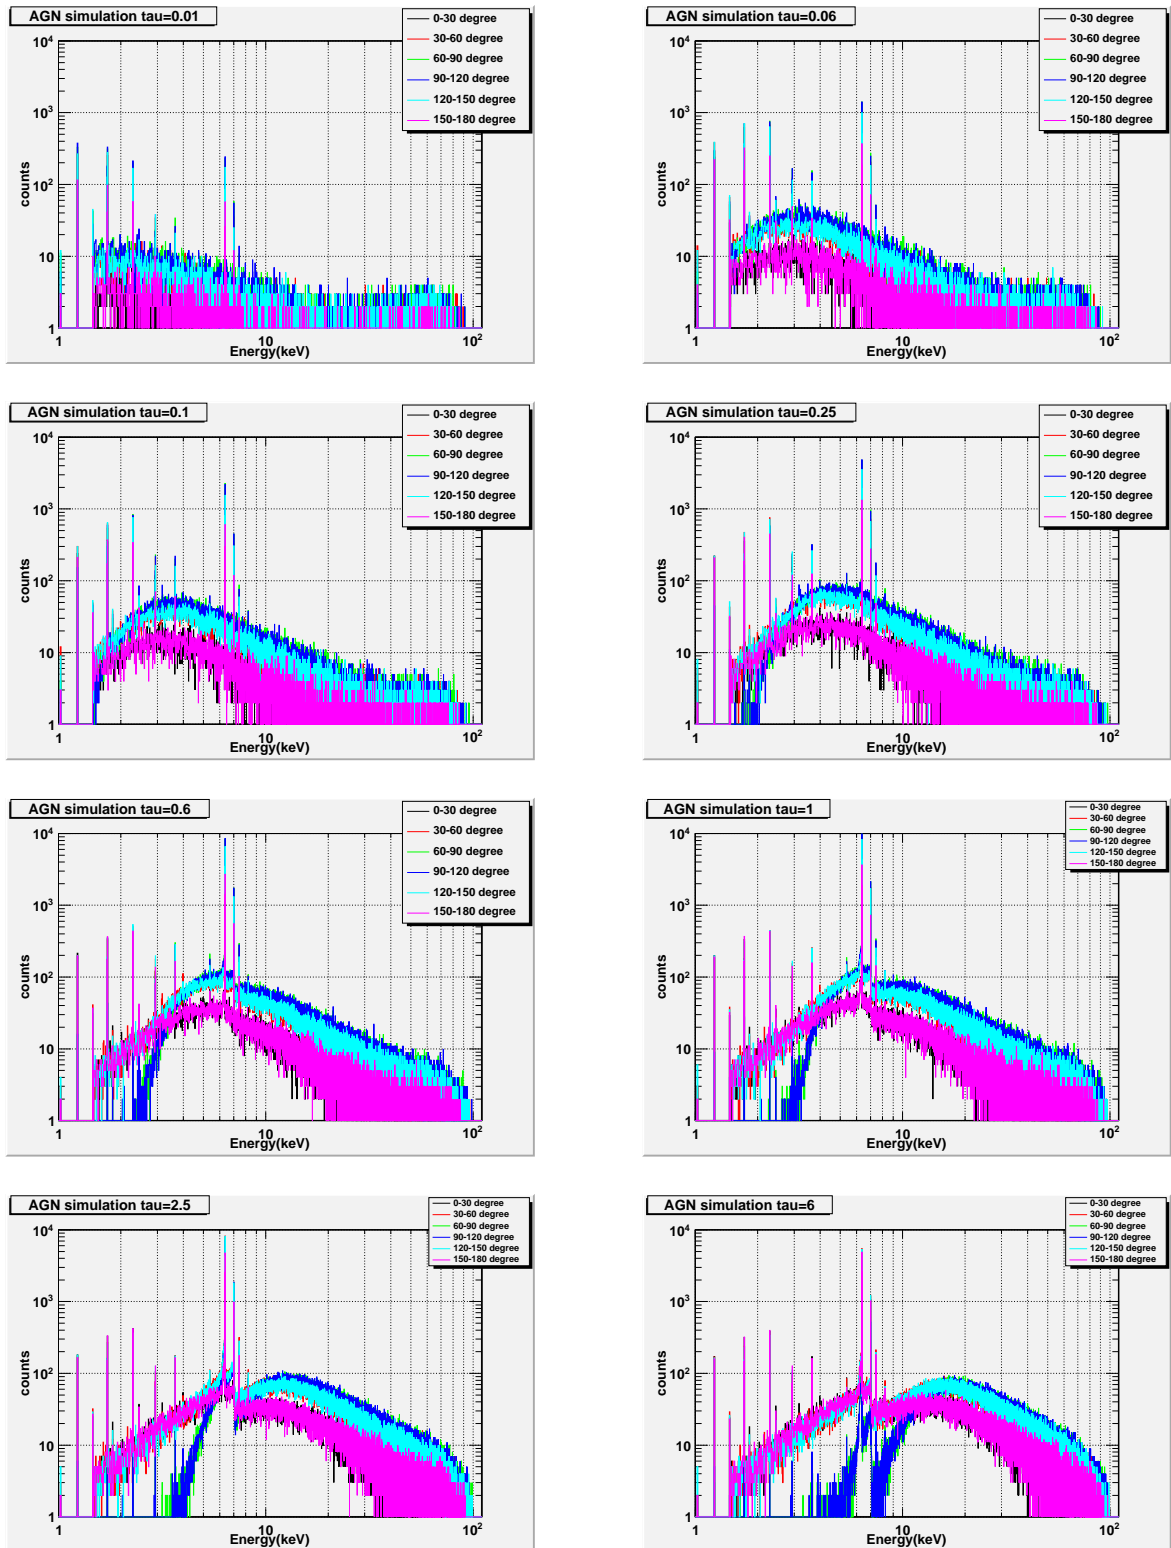 AGN simulation tau=0.01
0-30 degree
30-60 degree
60-90 degree
90-120 degree
120-150 degree
150-180 degree
counts
10^4
10^3
10^2
10
1
1 10 10^2
Energy(keV)
AGN simulation tau=0.06
0-30 degree
30-60 degree
60-90 degree
90-120 degree
120-150 degree
150-180 degree
counts
10^4
10^3
10^2
10
1
1 10 10^2
Energy(keV)
AGN simulation tau=0.1
0-30 degree
30-60 degree
60-90 degree
90-120 degree
120-150 degree
150-180 degree
counts
10^4
10^3
10^2
10
1
1 10 10^2
Energy(keV)
AGN simulation tau=0.25
0-30 degree
30-60 degree
60-90 degree
90-120 degree
120-150 degree
150-180 degree
counts
10^4
10^3
10^2
10
1
1 10 10^2
Energy(keV)
AGN simulation tau=0.6
0-30 degree
30-60 degree
60-90 degree
90-120 degree
120-150 degree
150-180 degree
counts
10^4
10^3
10^2
10
1
1 10 10^2
Energy(keV)
AGN simulation tau=1
0-30 degree
30-60 degree
60-90 degree
90-120 degree
120-150 degree
150-180 degree
counts
10^4
10^3
10^2
10
1
1 10 10^2
Energy(keV)
AGN simulation tau=2.5
0-30 degree
30-60 degree
60-90 degree
90-120 degree
120-150 degree
150-180 degree
counts
10^4
10^3
10^2
10
1
1 10 10^2
Energy(keV)
AGN simulation tau=6
0-30 degree
30-60 degree
60-90 degree
90-120 degree
120-150 degree
150-180 degree
counts
10^4
10^3
10^2
10
1
1 10 10^2
Energy(keV)